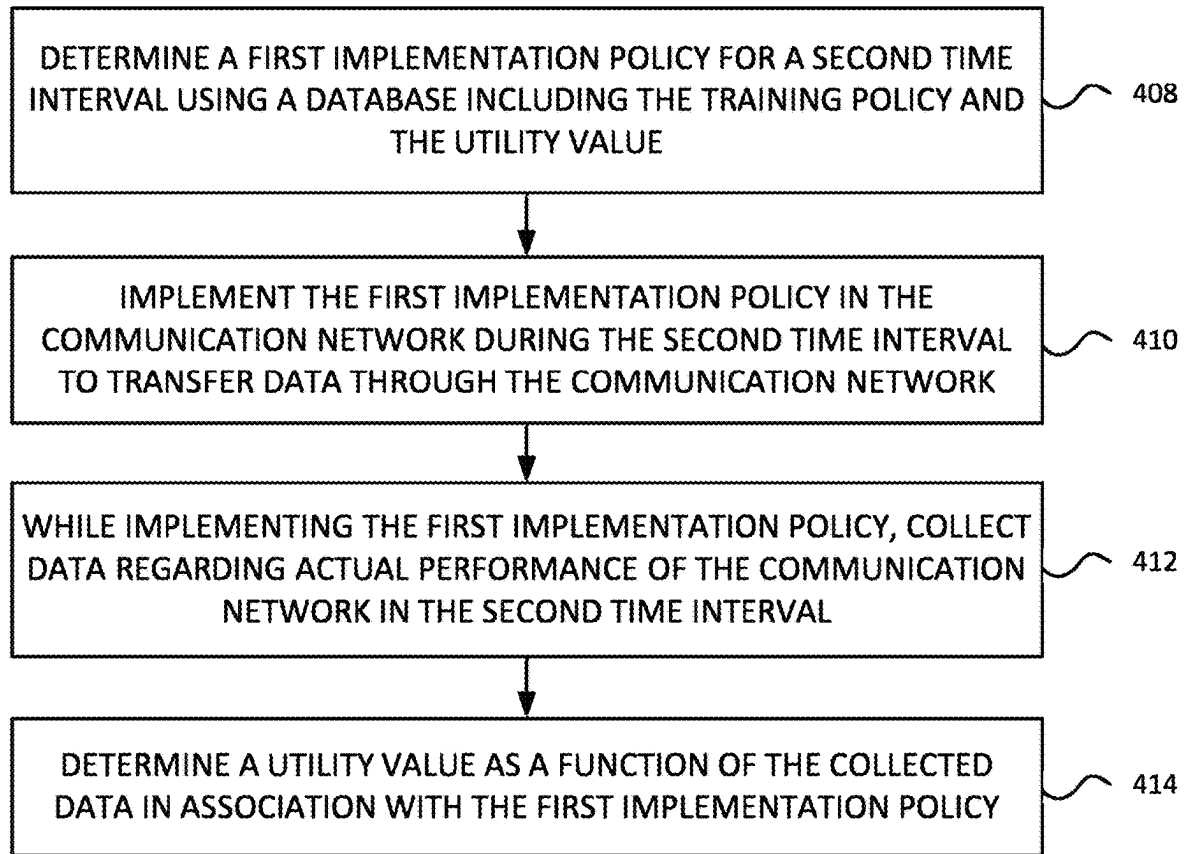 DETERMINE A FIRST IMPLEMENTATION POLICY FOR A SECOND TIME
INTERVAL USING A DATABASE INCLUDING THE TRAINING POLICY AND
THE UTILITY VALUE
408
IMPLEMENT THE FIRST IMPLEMENTATION POLICY IN THE
COMMUNICATION NETWORK DURING THE SECOND TIME INTERVAL
TO TRANSFER DATA THROUGH THE COMMUNICATION NETWORK
410
WHILE IMPLEMENTING THE FIRST IMPLEMENTATION POLICY, COLLECT
DATA REGARDING ACTUAL PERFORMANCE OF THE COMMUNICATION
NETWORK IN THE SECOND TIME INTERVAL
412
DETERMINE A UTILITY VALUE AS A FUNCTION OF THE COLLECTED
DATA IN ASSOCIATION WITH THE FIRST IMPLEMENTATION POLICY
414